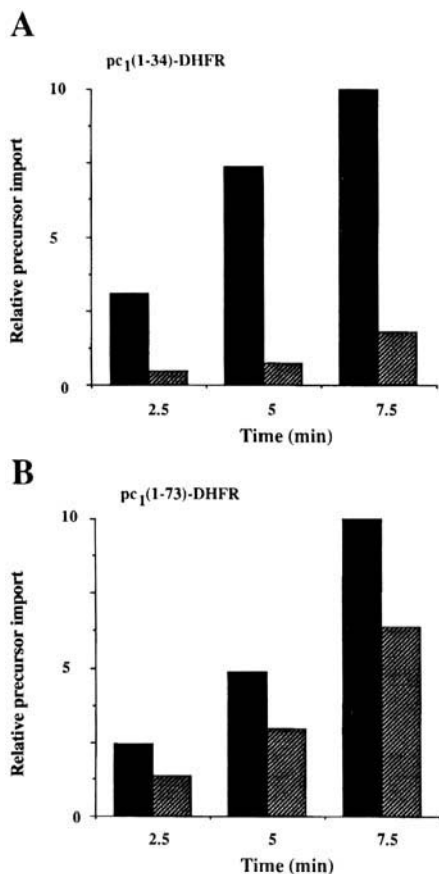 A
pc1(1-34)-DHFR
10
5
0
Relative precursor import
2.5 5 7.5
Time (min)
B
pc1(1-73)-DHFR
10
5
0
Relative precursor import
2.5 5 7.5
Time (min)